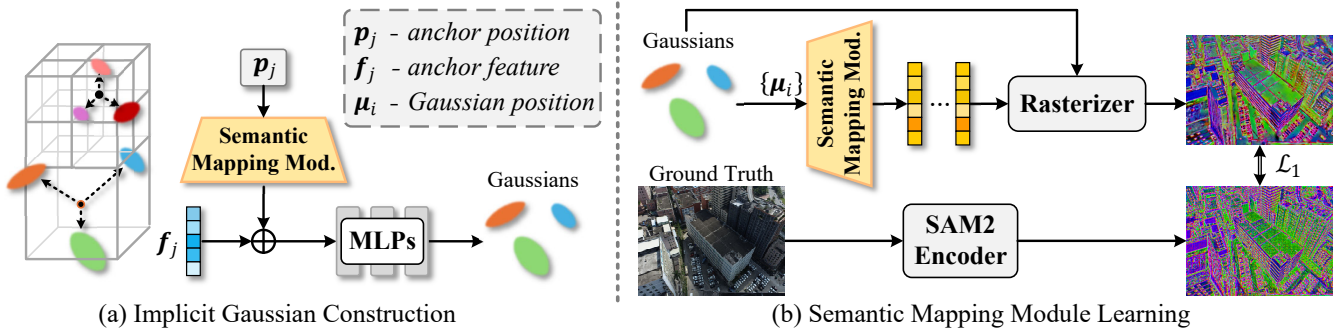 p_j - anchor position
f_j - anchor feature
μ_i - Gaussian position
p_j
Semantic
Mapping Mod.
f_j
MLPs
Gaussians
(a) Implicit Gaussian Construction
Gaussians
{μ_i}
Semantic
Mapping Mod.
...
Rasterizer
ℒ_1
Ground Truth
SAM2
Encoder
(b) Semantic Mapping Module Learning